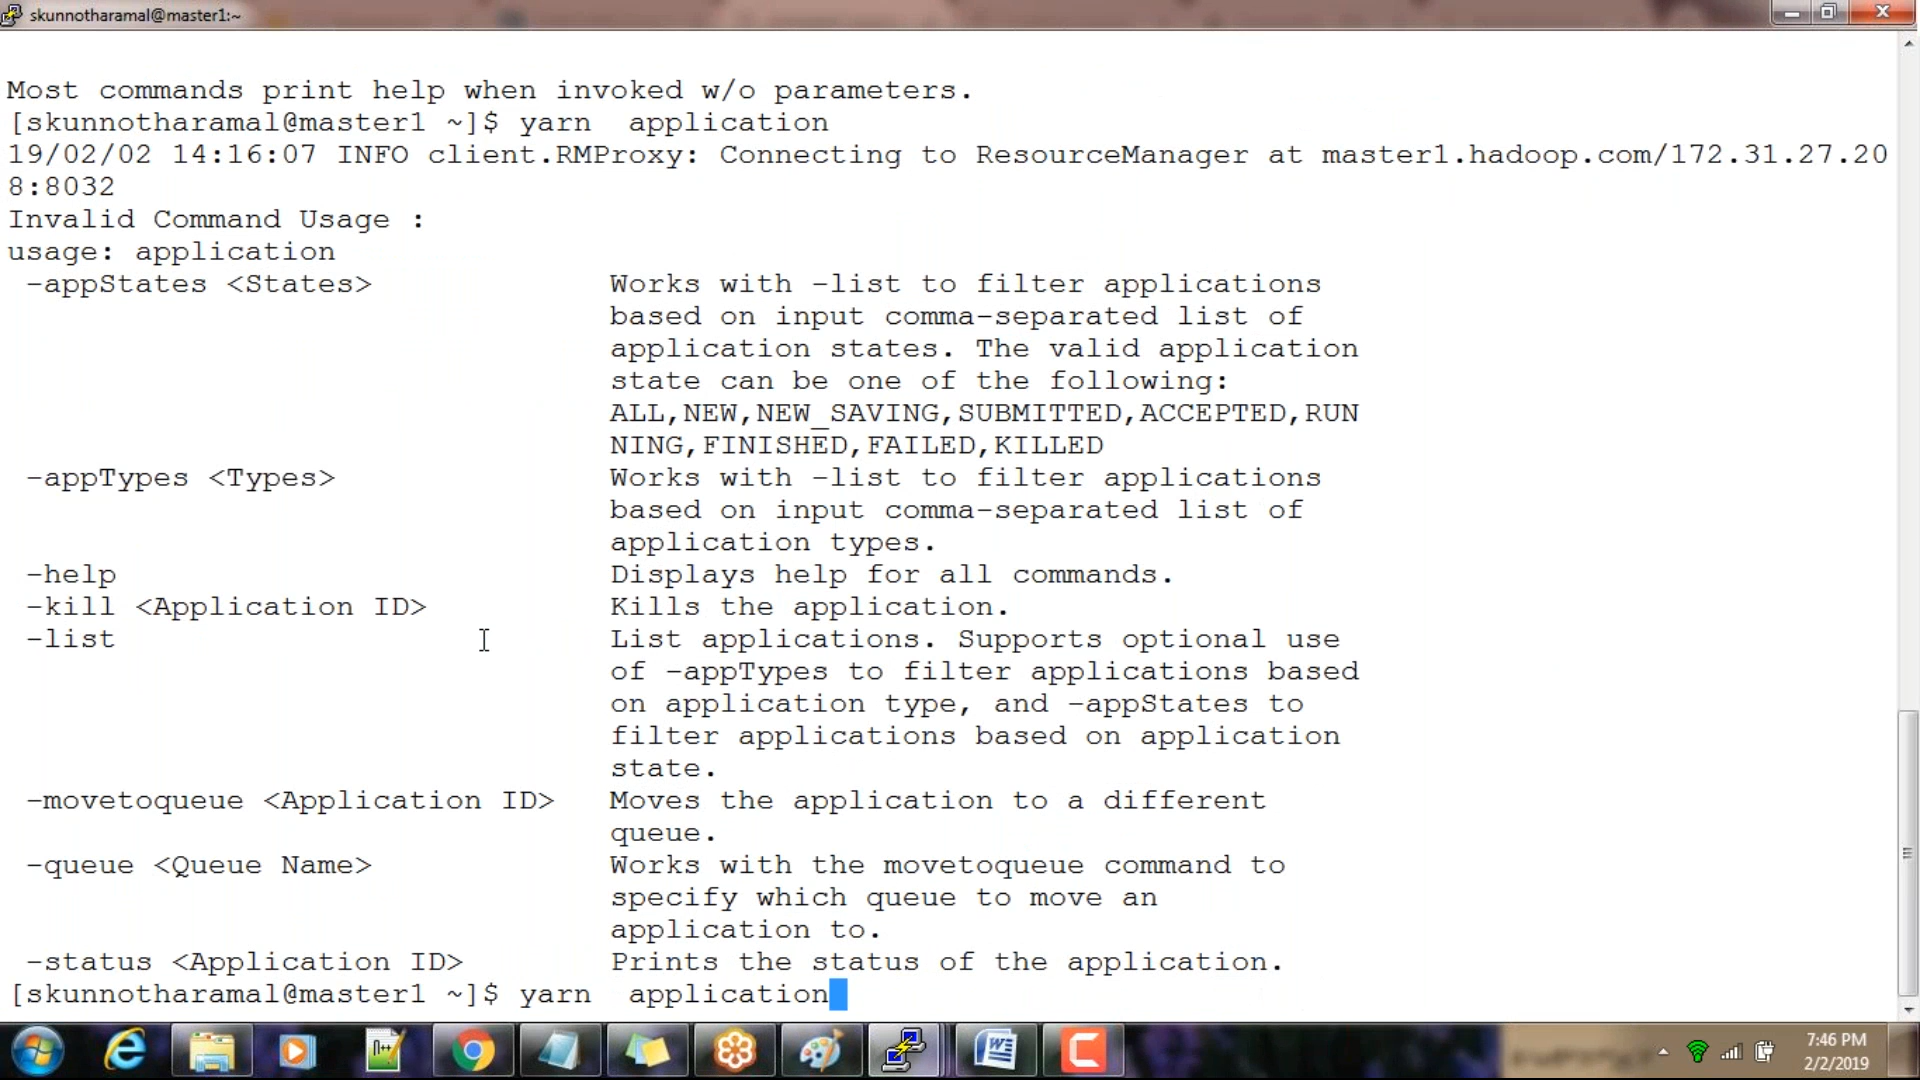 skunnotharamal@master1:~
Most commands print help when invoked w/o parameters.
[skunnotharamal@master1 ~]$ yarn  application
19/02/02 14:16:07 INFO client.RMProxy: Connecting to ResourceManager at master1.hadoop.com/172.31.27.20
8:8032
Invalid Command Usage :
usage: application
 -appStates <States>             Works with -list to filter applications
                                 based on input comma-separated list of
                                 application states. The valid application
                                 state can be one of the following:
                                 ALL,NEW,NEW_SAVING,SUBMITTED,ACCEPTED,RUN
                                 NING,FINISHED,FAILED,KILLED
 -appTypes <Types>               Works with -list to filter applications
                                 based on input comma-separated list of
                                 application types.
 -help                           Displays help for all commands.
 -kill <Application ID>          Kills the application.
 -list                           List applications. Supports optional use
                                 of -appTypes to filter applications based
                                 on application type, and -appStates to
                                 filter applications based on application
                                 state.
 -movetoqueue <Application ID>   Moves the application to a different
                                 queue.
 -queue <Queue Name>             Works with the movetoqueue command to
                                 specify which queue to move an
                                 application to.
 -status <Application ID>        Prints the status of the application.
[skunnotharamal@master1 ~]$ yarn  application
7:46 PM
2/2/2019